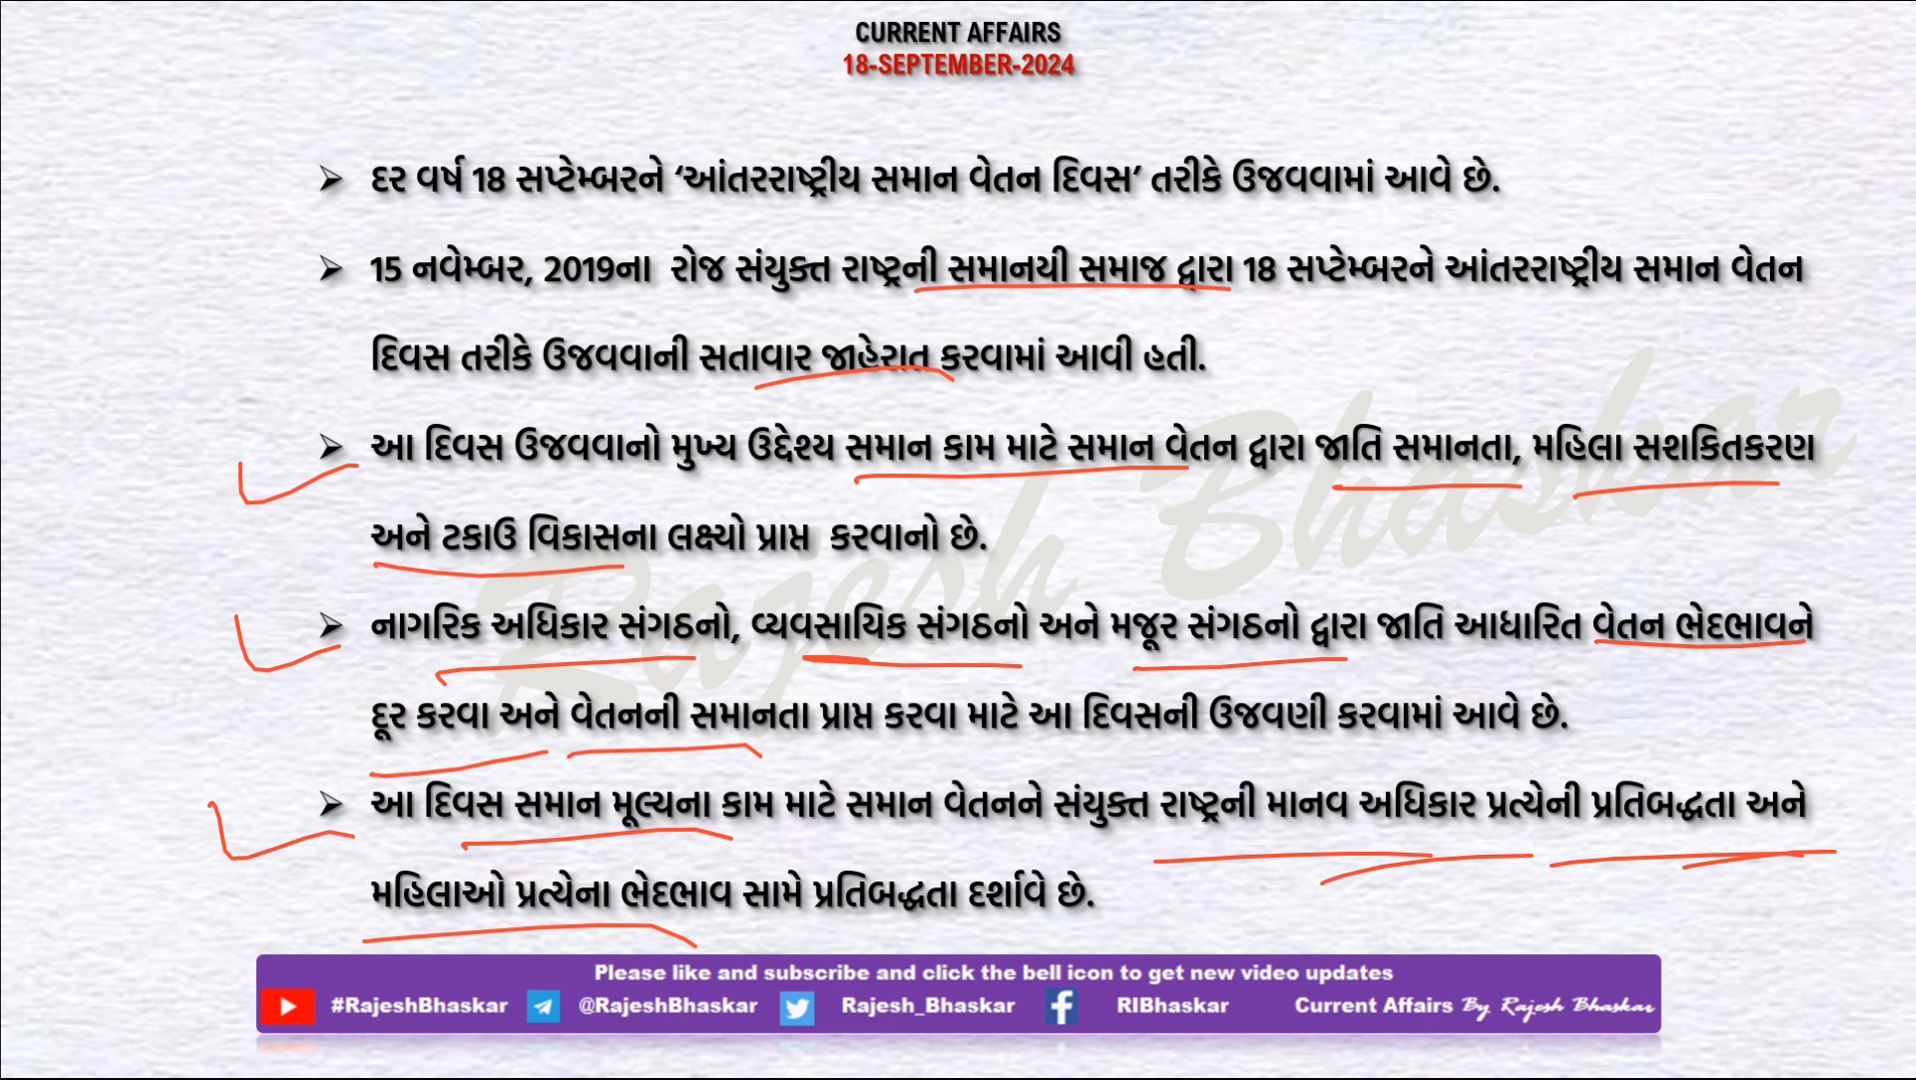 CURRENT AFFAIRS
18-SEPTEMBER-2024
➢ દર વર્ષ 18 સપ્ટેમ્બરને ‘આંતરરાષ્ટ્રીય સમાન વેતન દિવસ’ તરીકે ઉજવવામાં આવે છે.
➢ 15 નવેમ્બર, 2019ના રોજ સંયુક્ત રાષ્ટ્રની સમાનયી સમાજ દ્વારા 18 સપ્ટેમ્બરને આંતરરાષ્ટ્રીય સમાન વેતન
દિવસ તરીકે ઉજવવાની સતાવાર જાહેરાત કરવામાં આવી હતી.
➢ આ દિવસ ઉજવવાનો મુખ્ય ઉદ્દેશ્ય સમાન કામ માટે સમાન વેતન દ્વારા જાતિ સમાનતા, મહિલા સશકિતકરણ
અને ટકાઉ વિકાસના લક્ષ્યો પ્રાપ્ત કરવાનો છે.
➢ નાગરિક અધિકાર સંગઠનો, વ્યવસાયિક સંગઠનો અને મજૂર સંગઠનો દ્વારા જાતિ આધારિત વેતન ભેદભાવને
દૂર કરવા અને વેતનની સમાનતા પ્રાપ્ત કરવા માટે આ દિવસની ઉજવણી કરવામાં આવે છે.
➢ આ દિવસ સમાન મૂલ્યના કામ માટે સમાન વેતનને સંયુક્ત રાષ્ટ્રની માનવ અધિકાર પ્રત્યેની પ્રતિબદ્ધતા અને
મહિલાઓ પ્રત્યેના ભેદભાવ સામે પ્રતિબદ્ધતા દર્શાવે છે.
Rajesh Bhaskar
Please like and subscribe and click the bell icon to get new video updates
#RajeshBhaskar @RajeshBhaskar Rajesh_Bhaskar RIBhaskar Current Affairs By Rajesh Bhaskar